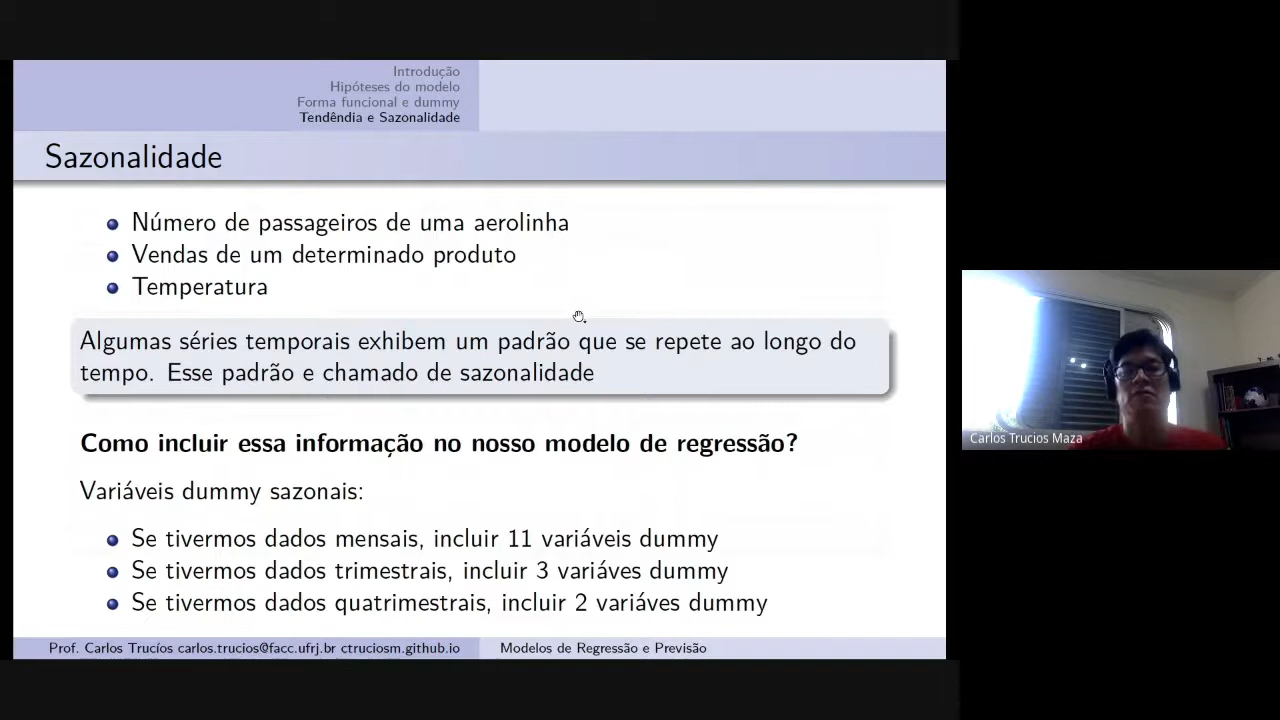 Introdução
Hipóteses do modelo
Forma funcional e dummy
Tendêndia e Sazonalidade
Sazonalidade
Número de passageiros de uma aerolinha
Vendas de um determinado produto
Temperatura
Algumas séries temporais exhibem um padrão que se repete ao longo do
tempo. Esse padrão e chamado de sazonalidade
Como incluir essa informação no nosso modelo de regressão?
Variáveis dummy sazonais:
Se tivermos dados mensais, incluir 11 variáveis dummy
Se tivermos dados trimestrais, incluir 3 variáves dummy
Se tivermos dados quatrimestrais, incluir 2 variáves dummy
Prof. Carlos Trucíos carlos.trucios@facc.ufrj.br ctruciosm.github.io
Modelos de Regressão e Previsão
Carlos Trucios Maza